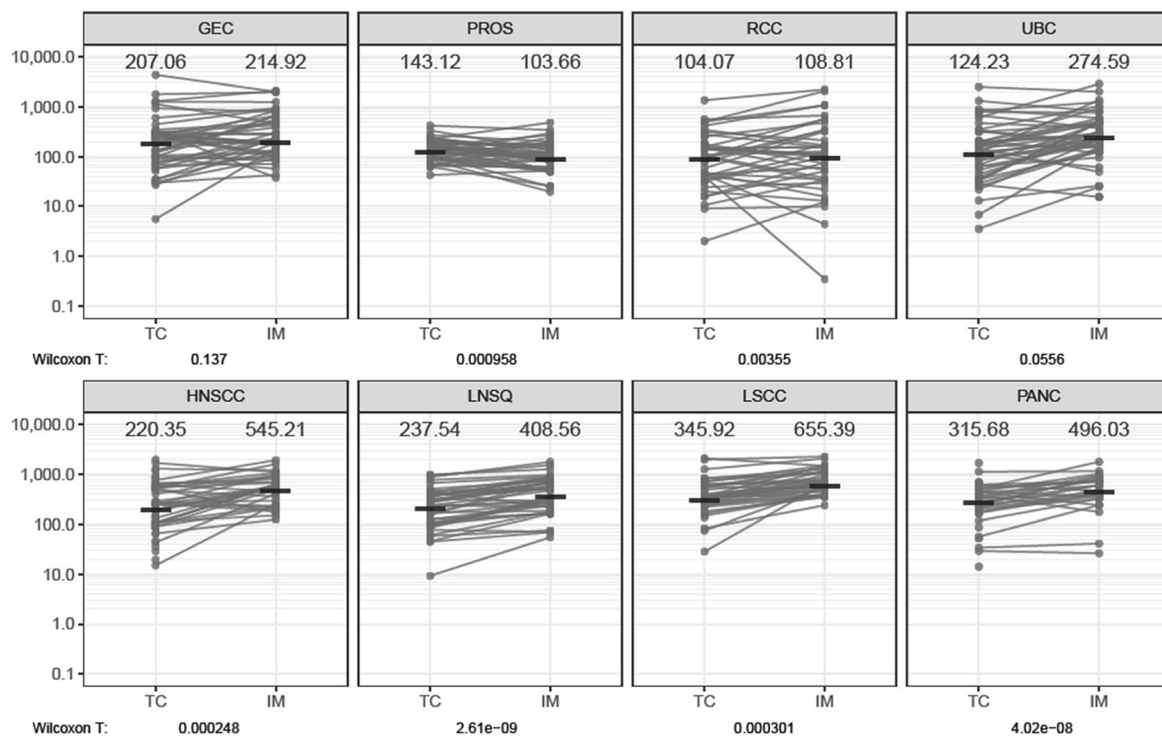 GEC PROS RCC UBC
207.06 214.92 143.12 103.66 104.07 108.81 124.23 274.59
10,000.0
1,000.0
100.0
10.0
1.0
0.1
TC IM TC IM TC IM TC IM
Wilcoxon T: 0.137 0.000958 0.00355 0.0556
HNSCC LNSQ LSCC PANC
220.35 545.21 237.54 408.56 345.92 655.39 315.68 496.03
10,000.0
1,000.0
100.0
10.0
1.0
0.1
TC IM TC IM TC IM TC IM
Wilcoxon T: 0.000248 2.61e−09 0.000301 4.02e−08